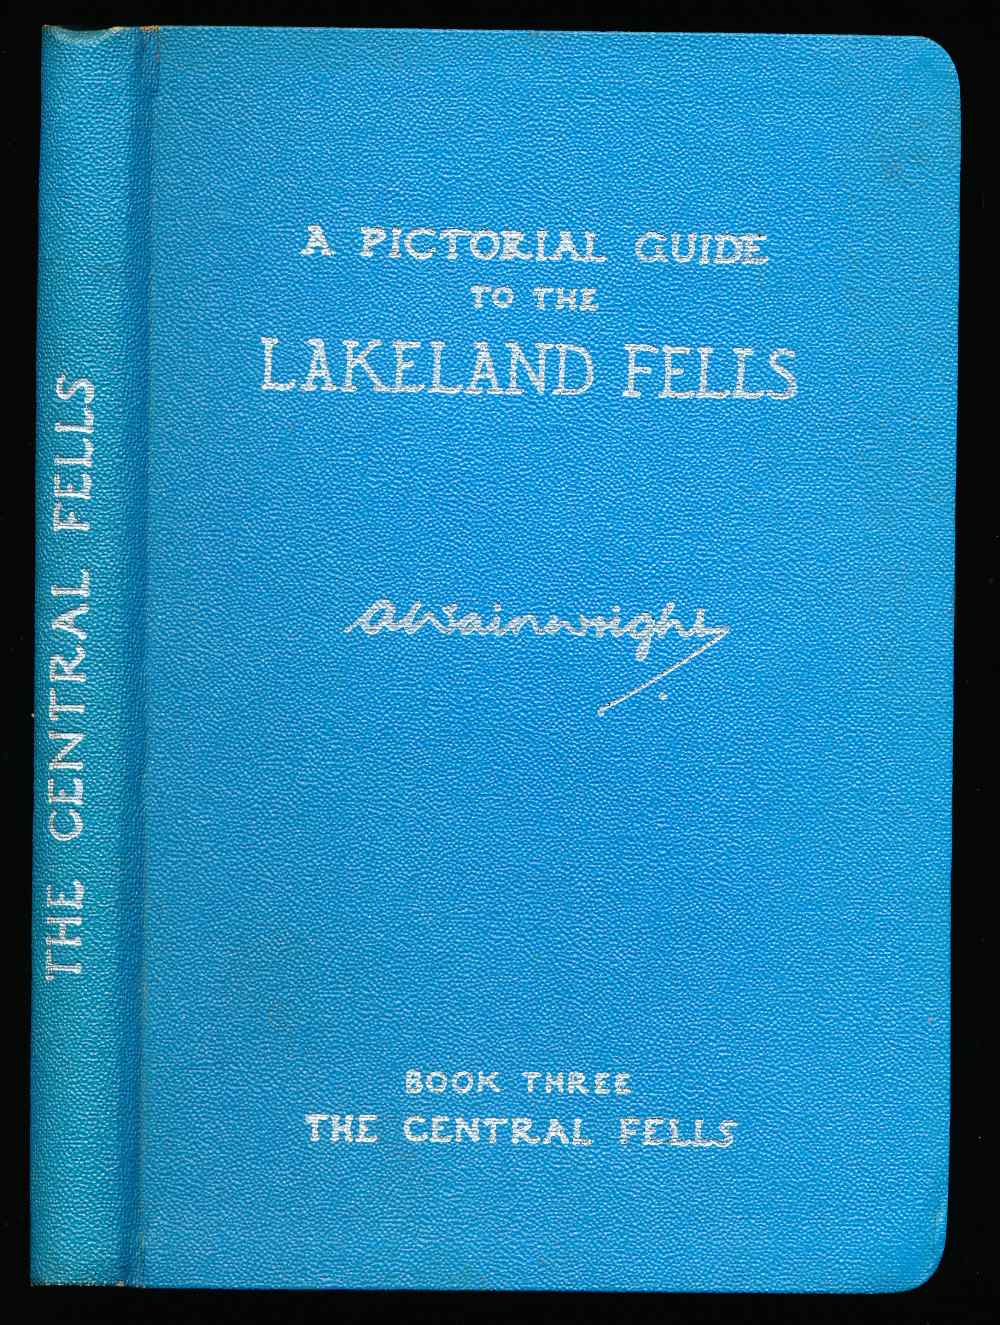 A PICTORIAL GUIDE
TO THE
LAKELAND FELLS
AWainwright
BOOK THREE
THE CENTRAL FELLS
THE CENTRAL FELLS